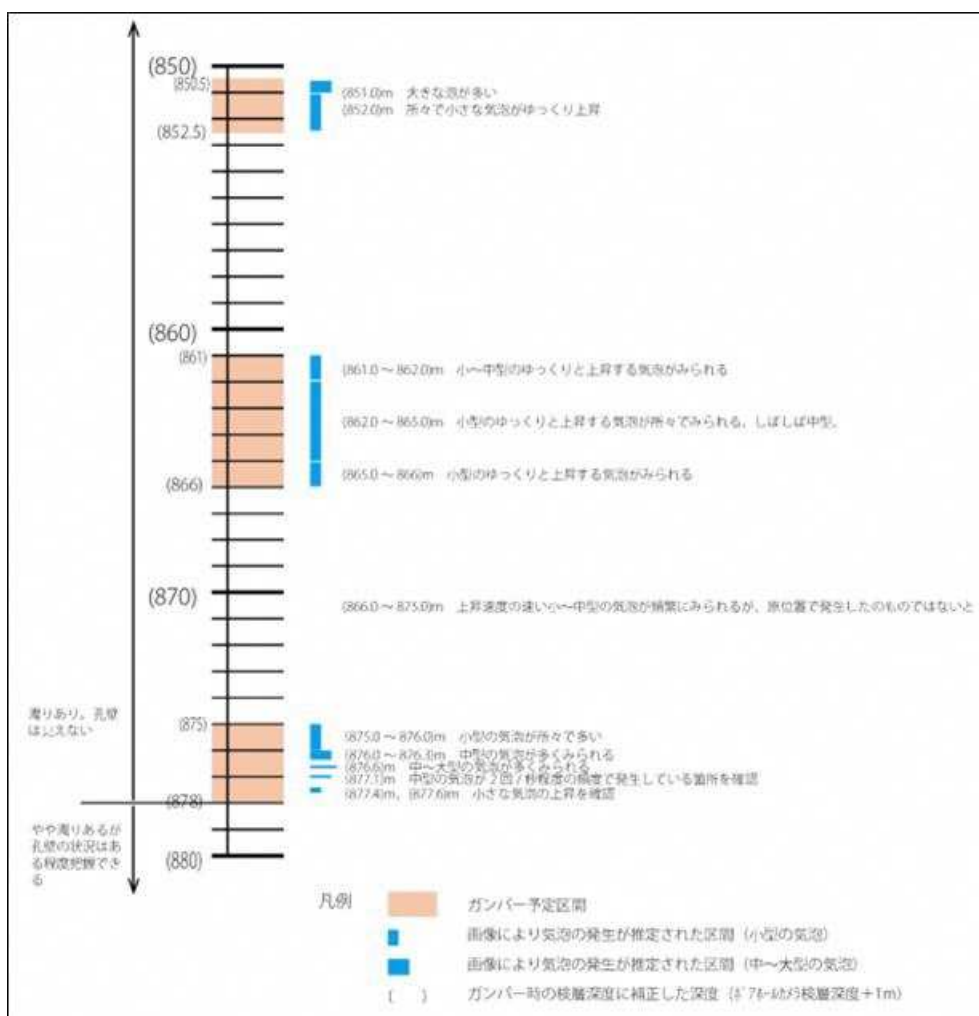 (850)
(850.5)
(851.0)m 大きな泡が多い
(852.0)m 所々で小さな気泡がゆっくり上昇
(852.5)
(860)
(861)
(861.0～862.0)m 小～中型のゆっくりと上昇する気泡がみられる
(862.0～865.0)m 小型のゆっくりと上昇する気泡が所々でみられる。しばしば中型。
(865.0～866)m 小型のゆっくりと上昇する気泡がみられる
(866)
(870)
(866.0～875.0)m 上昇速度の速い小～中型の気泡が頻繁にみられるが、原位置で発生したのものではないと
濁りあり。孔壁
は見えない
(875)
(875.0～876.0)m 小型の気泡が所々で多い
(876.0～876.3)m 中型の気泡が多くみられる
(876.6)m 中～大型の気泡が多くみられる
(877.1)m 中型の気泡が2回/秒程度の頻度で発生している箇所を確認
(877.4)m、(877.6)m 小さな気泡の上昇を確認
(878)
やや濁りあるが
孔壁の状況はあ
る程度把握でき
る
(880)
凡例
ガンパー予定区間
画像により気泡の発生が推定された区間（小型の気泡）
画像により気泡の発生が推定された区間（中～大型の気泡）
( ) ガンパー時の検層深度に補正した深度（ﾎﾞｱﾎｰﾙｶﾒﾗ検層深度＋1m）